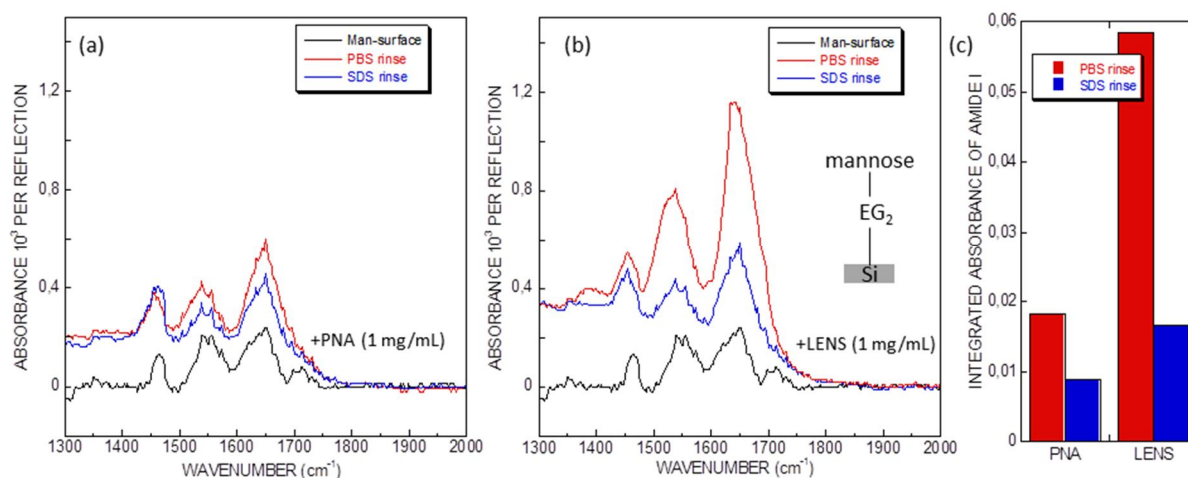 (a)
Man-surface
PBS rinse
SDS rinse
1,2
0.8
0.4
0
ABSORBANCE 10³ PER REFLECTION
+PNA (1 mg/mL)
1300 1400 1500 1600 1700 1800 1900 2000
WAVENUMBER (cm⁻¹)
(b)
Man-surface
PBS rinse
SDS rinse
1,2
0.8
0.4
0
ABSORBANCE 10³ PER REFLECTION
mannose
EG₂
Si
+LENS (1 mg/mL)
1300 1400 1500 1600 1700 1800 1900 2000
WAVENUMBER (cm⁻¹)
(c)
PBS rinse
SDS rinse
0,06
0,05
0,04
0,03
0,02
0,01
0
INTEGRATED ABSORBANCE OF AMIDE I
PNA LENS